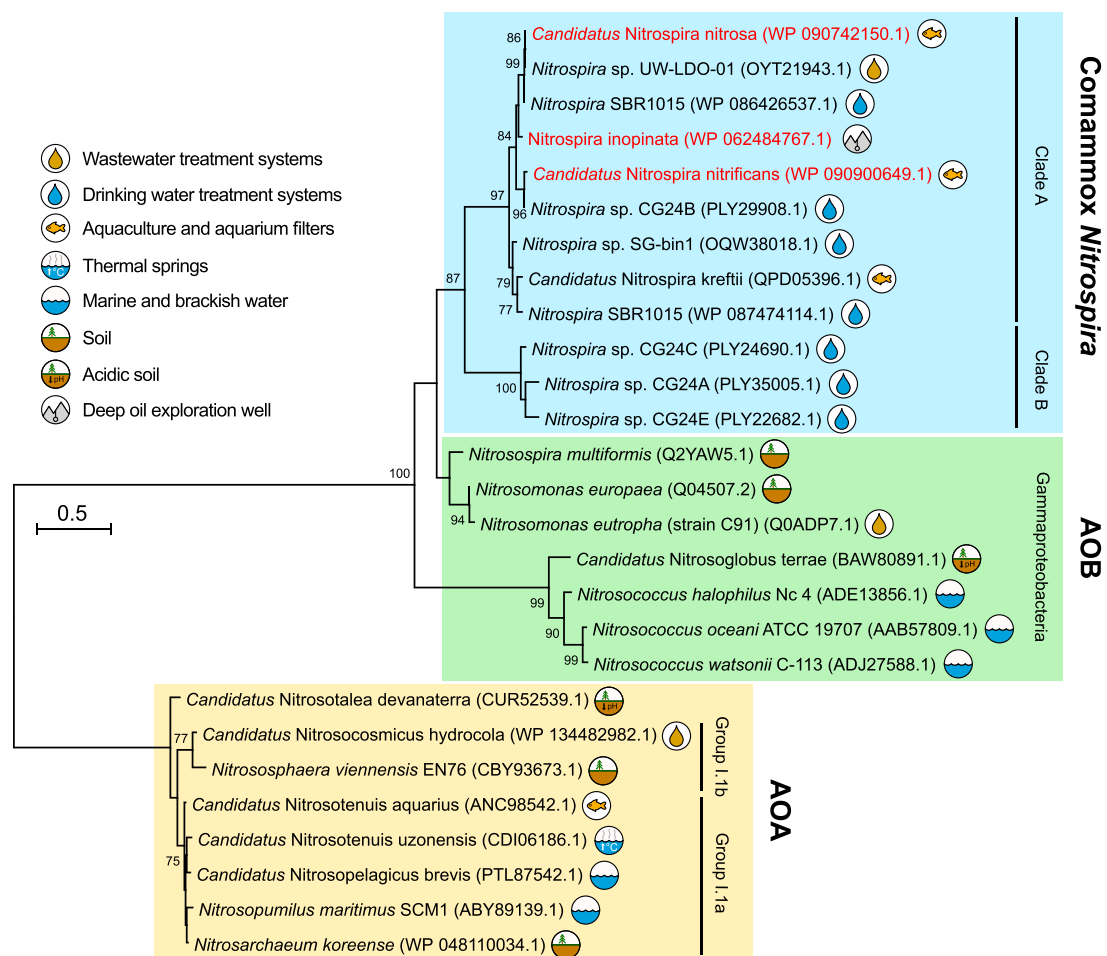 Wastewater treatment systems
Drinking water treatment systems
Aquaculture and aquarium filters
°C
Thermal springs
Marine and brackish water
Soil
pH
Acidic soil
Deep oil exploration well
0.5
86
Candidatus Nitrospira nitrosa (WP 090742150.1)
99
Nitrospira sp. UW-LDO-01 (OYT21943.1)
Nitrospira SBR1015 (WP 086426537.1)
84
Nitrospira inopinata (WP 062484767.1)
Candidatus Nitrospira nitrificans (WP 090900649.1)
97
96
Nitrospira sp. CG24B (PLY29908.1)
Nitrospira sp. SG-bin1 (OQW38018.1)
87
79
Candidatus Nitrospira kreftii (QPD05396.1)
77
Nitrospira SBR1015 (WP 087474114.1)
Nitrospira sp. CG24C (PLY24690.1)
100
Nitrospira sp. CG24A (PLY35005.1)
Nitrospira sp. CG24E (PLY22682.1)
Clade A
Clade B
Comammox Nitrospira
100
Nitrosospira multiformis (Q2YAW5.1)
Nitrosomonas europaea (Q04507.2)
94
Nitrosomonas eutropha (strain C91) (Q0ADP7.1)
Candidatus Nitrosoglobus terrae (BAW80891.1)
pH
99
Nitrosococcus halophilus Nc 4 (ADE13856.1)
90
Nitrosococcus oceani ATCC 19707 (AAB57809.1)
99
Nitrosococcus watsonii C-113 (ADJ27588.1)
Gammaproteobacteria
AOB
Candidatus Nitrosotalea devanaterra (CUR52539.1)
pH
77
Candidatus Nitrosocosmicus hydrocola (WP 134482982.1)
Nitrososphaera viennensis EN76 (CBY93673.1)
Candidatus Nitrosotenuis aquarius (ANC98542.1)
Candidatus Nitrosotenuis uzonensis (CDI06186.1)
°C
75
Candidatus Nitrosopelagicus brevis (PTL87542.1)
Nitrosopumilus maritimus SCM1 (ABY89139.1)
Nitrosarchaeum koreense (WP 048110034.1)
Group I.1b
Group I.1a
AOA